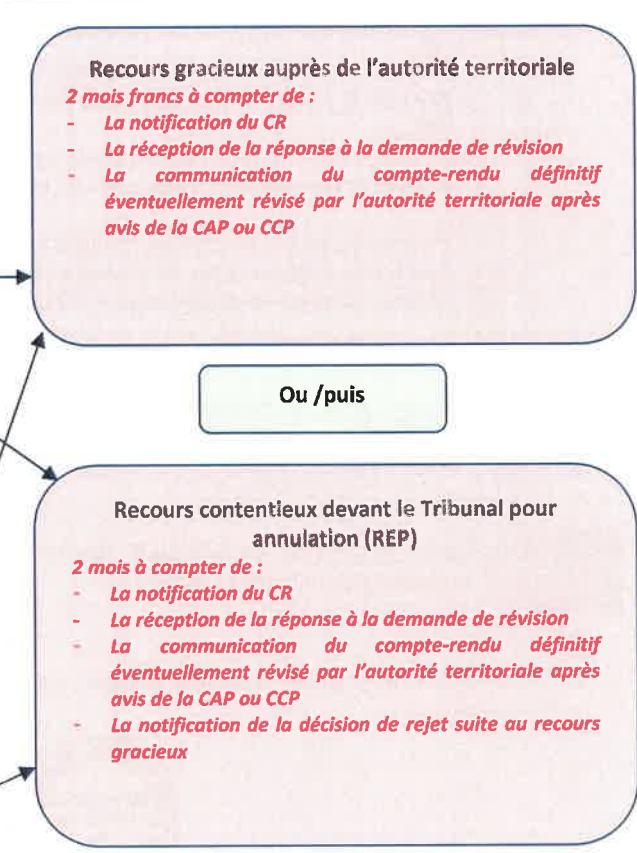 Recours gracieux auprès de l'autorité territoriale
2 mois francs à compter de :
- La notification du CR
- La réception de la réponse à la demande de révision
- La communication du compte-rendu définitif
éventuellement révisé par l'autorité territoriale après
avis de la CAP ou CCP
Ou /puis
Recours contentieux devant le Tribunal pour
annulation (REP)
2 mois à compter de :
- La notification du CR
- La réception de la réponse à la demande de révision
- La communication du compte-rendu définitif
éventuellement révisé par l'autorité territoriale après
avis de la CAP ou CCP
- La notification de la décision de rejet suite au recours
gracieux